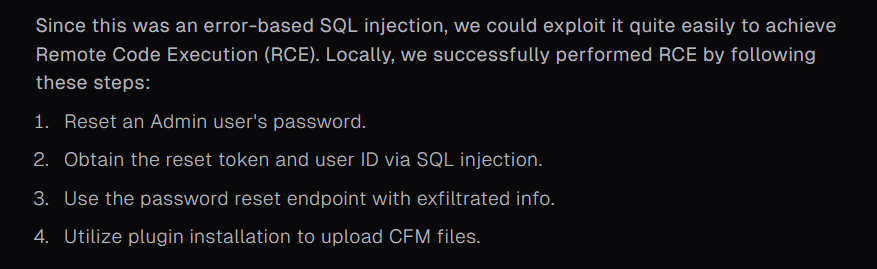 Since this was an error-based SQL injection, we could exploit it quite easily to achieve
Remote Code Execution (RCE). Locally, we successfully performed RCE by following
these steps:
1. Reset an Admin user's password.
2. Obtain the reset token and user ID via SQL injection.
3. Use the password reset endpoint with exfiltrated info.
4. Utilize plugin installation to upload CFM files.